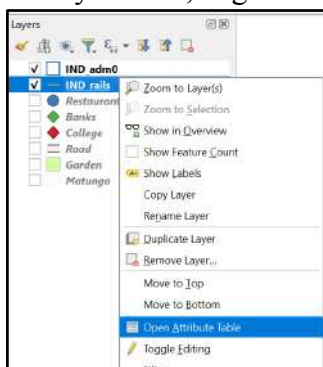 Layers
IND adm0
IND rails
Restaurant
Banks
College
Road
Garden
Matunga
Zoom to Layer(s)
Zoom to Selection
Show in Overview
Show Feature Count
Show Labels
Copy Layer
Rename Layer
Duplicate Layer
Remove Layer...
Move to Top
Move to Bottom
Open Attribute Table
Toggle Editing